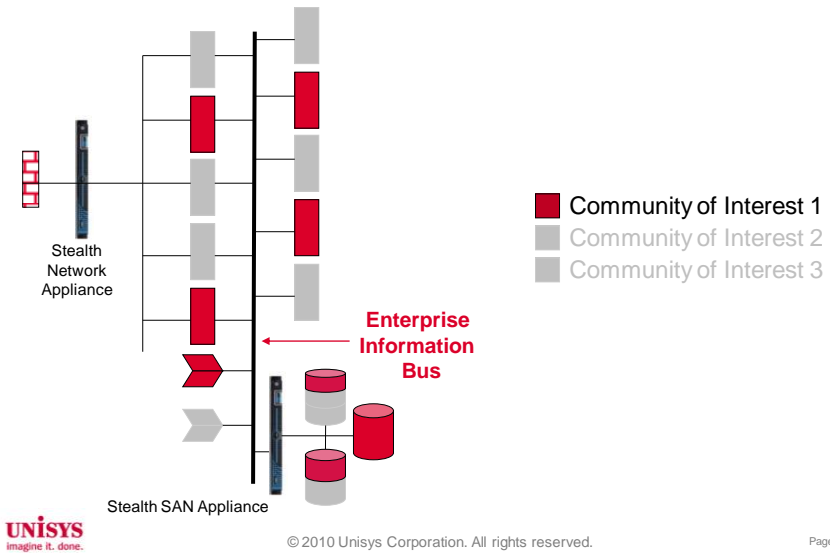 Stealth
Network
Appliance
Community of Interest 1
Community of Interest 2
Community of Interest 3
Enterprise
Information
Bus
Stealth SAN Appliance
UNISYS
imagine it. done.
© 2010 Unisys Corporation. All rights reserved.
Page